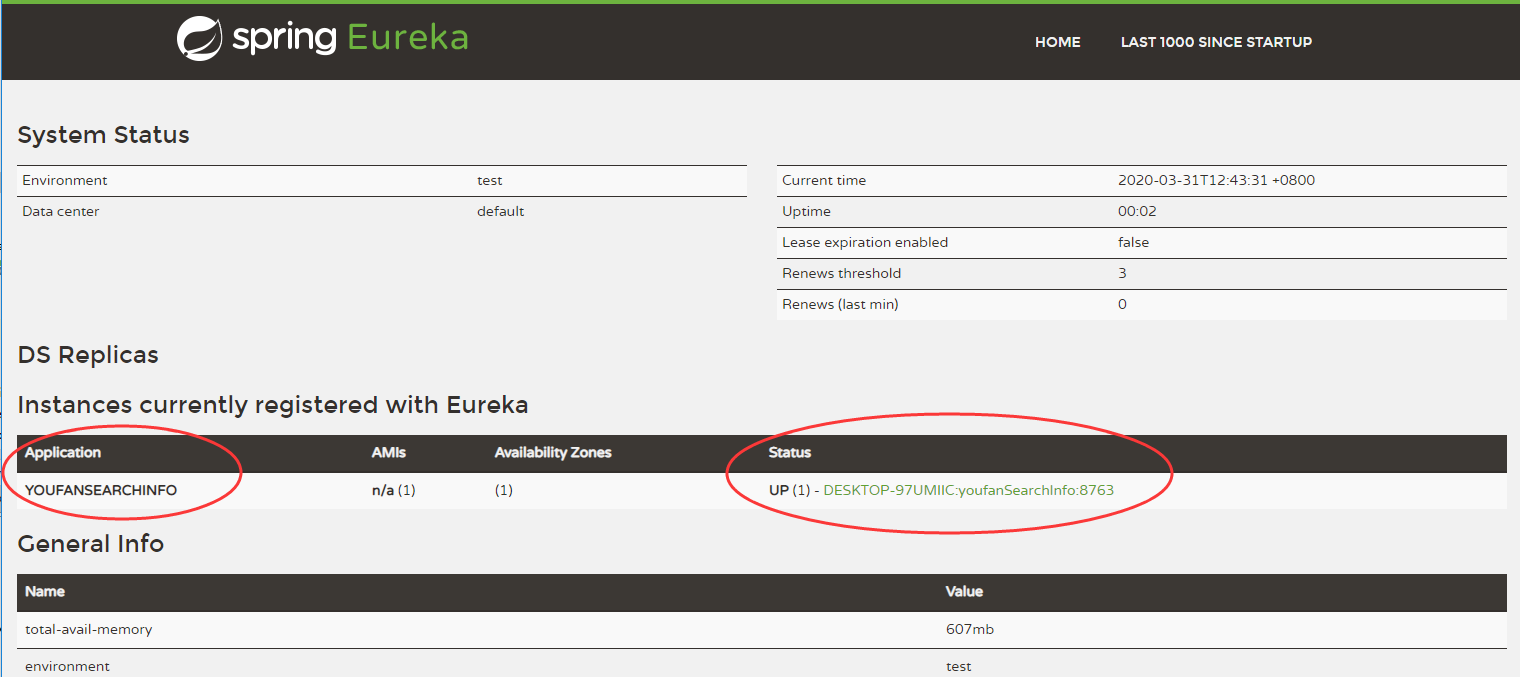 spring Eureka
HOME LAST 1000 SINCE STARTUP
System Status
Environment test
Data center default
Current time 2020-03-31T12:43:31 +0800
Uptime 00:02
Lease expiration enabled false
Renews threshold 3
Renews (last min) 0
DS Replicas
Instances currently registered with Eureka
Application AMIs Availability Zones Status
YOUFANSEARCHINFO n/a (1) (1) UP (1) - DESKTOP-97UMIIC:youfanSearchInfo:8763
General Info
Name Value
total-avail-memory 607mb
environment test